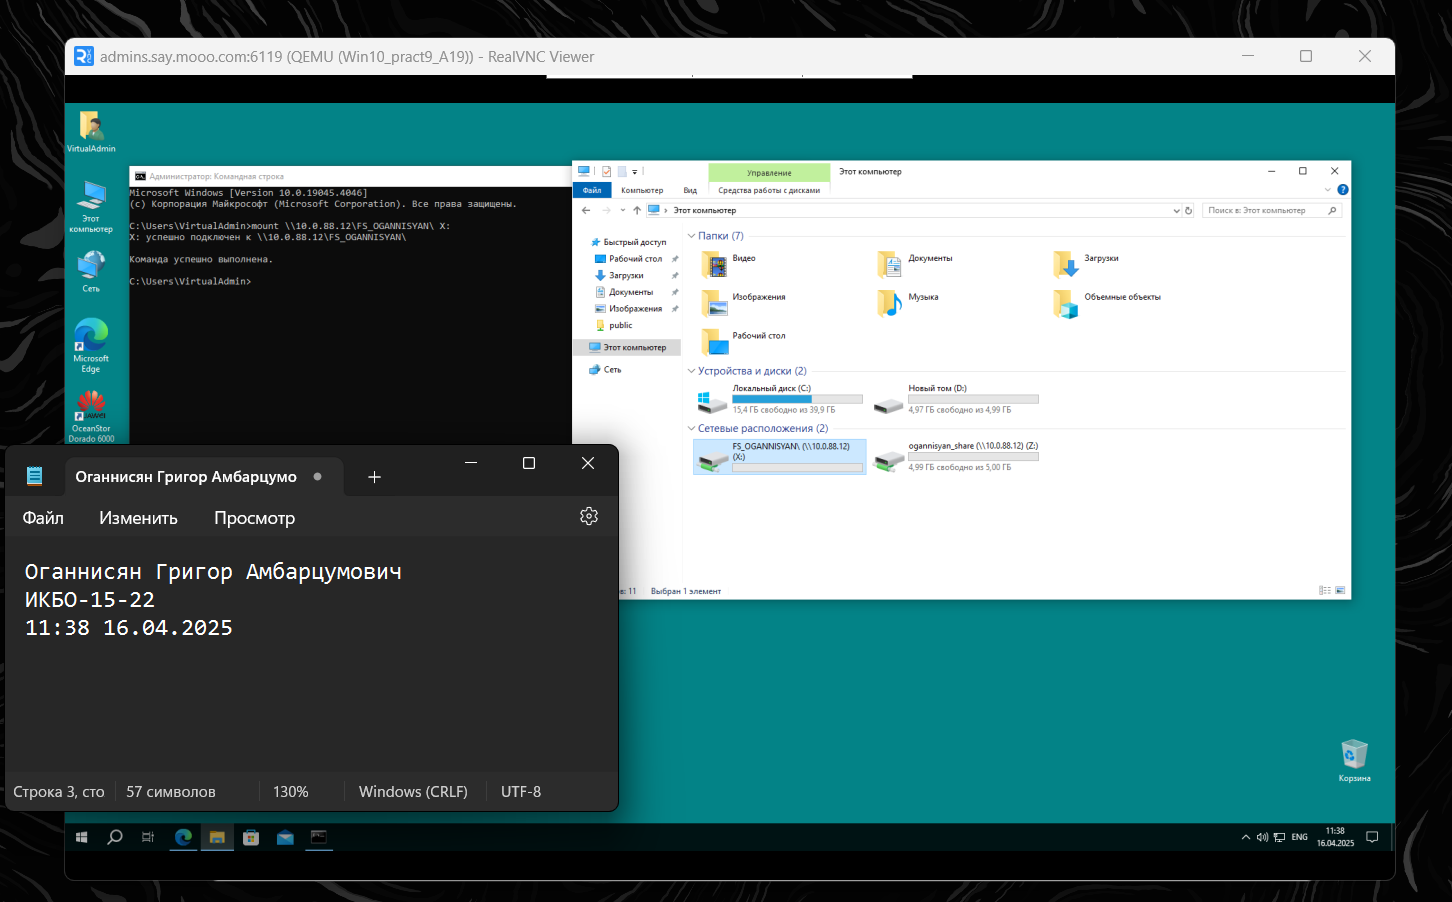 admins.say.mooo.com:6119 (QEMU (Win10_pract9_A19)) - RealVNC Viewer
VirtualAdmin
Этот
компьютер
Сеть
Microsoft
Edge
HUAWEI
OceanStor
Dorado 6000
Администратор: Командная строка
Microsoft Windows [Version 10.0.19045.4046]
(c) Корпорация Майкрософт (Microsoft Corporation). Все права защищены.
C:\Users\VirtualAdmin>mount \\10.0.88.12\FS_OGANNISYAN\ X:
X: успешно подключен к \\10.0.88.12\FS_OGANNISYAN\
Команда успешно выполнена.
C:\Users\VirtualAdmin>
Управление
Этот компьютер
Файл
Компьютер
Вид
Средства работы с дисками
Этот компьютер
Поиск в: Этот компьютер
Быстрый доступ
Рабочий стол
Загрузки
Документы
Изображения
public
Этот компьютер
Сеть
Папки (7)
Видео
Документы
Загрузки
Изображения
Музыка
Объемные объекты
Рабочий стол
Устройства и диски (2)
Локальный диск (C:)
15,4 ГБ свободно из 39,9 ГБ
Новый том (D:)
4,97 ГБ свободно из 4,99 ГБ
Сетевые расположения (2)
FS_OGANNISYAN\ (\\10.0.88.12)
(X:)
ogannisyan_share (\\10.0.88.12) (Z:)
4,99 ГБ свободно из 5,00 ГБ
в: 11
Выбран 1 элемент
Оганнисян Григор Амбарцумо
Файл
Изменить
Просмотр
Оганнисян Григор Амбарцумович
ИКБО-15-22
11:38 16.04.2025
Строка 3, сто
57 символов
130%
Windows (CRLF)
UTF-8
Корзина
ENG
11:38
16.04.2025